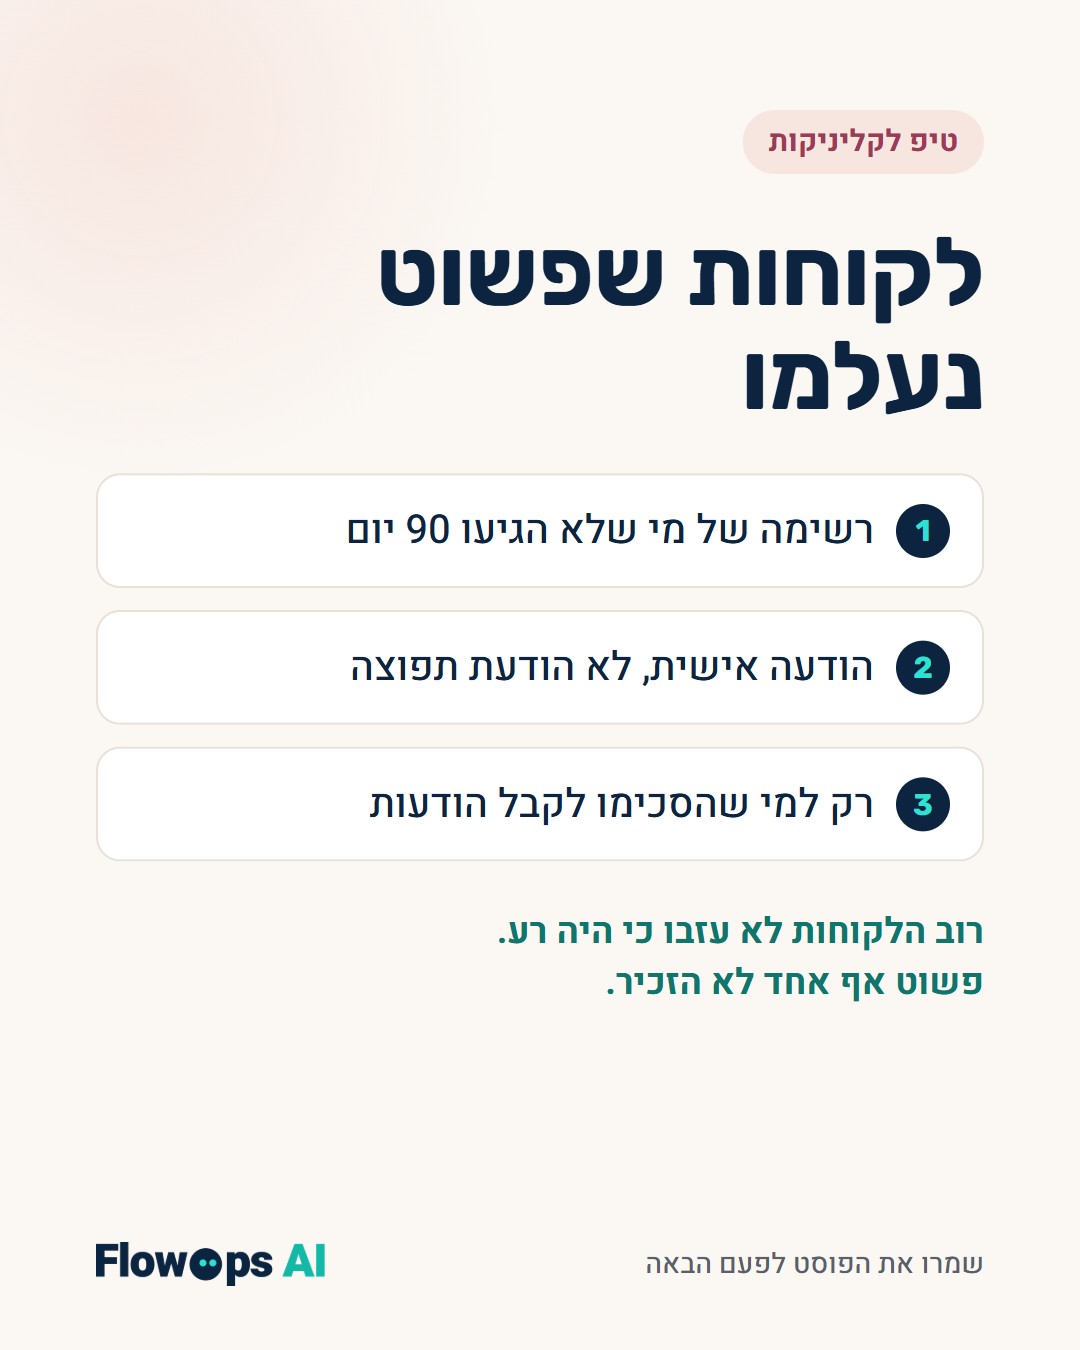 טיפ לקליניקות
לקוחות שפשוט
נעלמו
1 רשימה של מי שלא הגיעו 90 יום
2 הודעה אישית, לא הודעת תפוצה
3 רק למי שהסכימו לקבל הודעות
רוב הלקוחות לא עזבו כי היה רע.
פשוט אף אחד לא הזכיר.
שמרו את הפוסט לפעם הבאה
Flowops AI